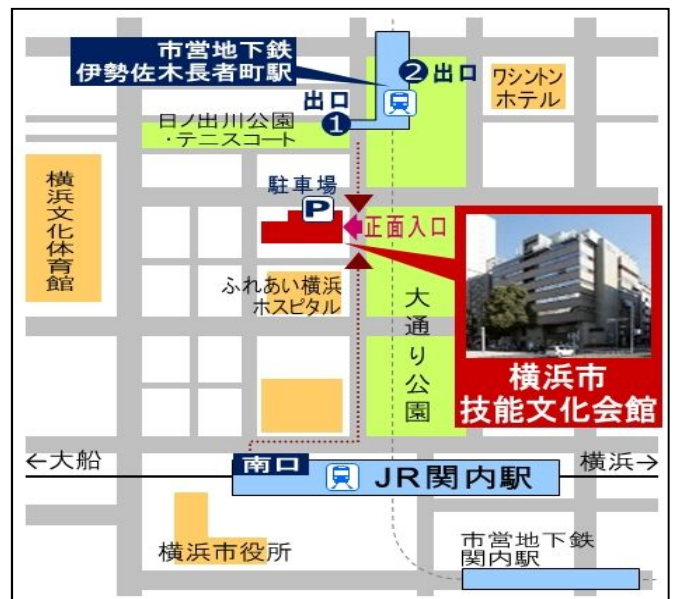 市営地下鉄
伊勢佐木長者町駅
❷出口
ワシントン
ホテル
出口
❶
日ノ出川公園
・テニスコート
横浜文化体育館
駐車場
P
正面入口
ふれあい横浜
ホスピタル
大通り公園
横浜市
技能文化会館
←大船
南口
JR関内駅
横浜→
横浜市役所
市営地下鉄
関内駅